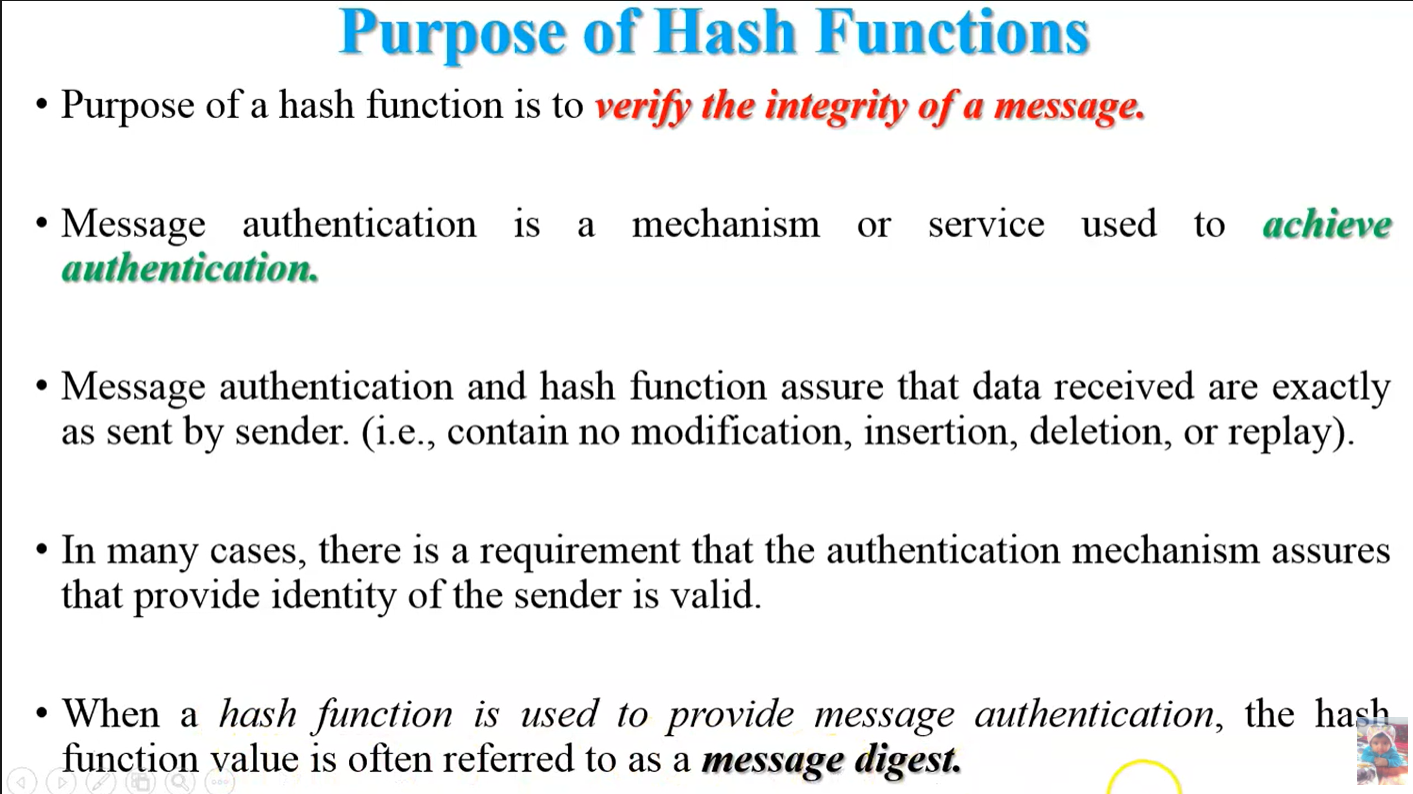 Purpose of Hash Functions
• Purpose of a hash function is to verify the integrity of a message.
• Message authentication is a mechanism or service used to achieve
authentication.
• Message authentication and hash function assure that data received are exactly
as sent by sender. (i.e., contain no modification, insertion, deletion, or replay).
• In many cases, there is a requirement that the authentication mechanism assures
that provide identity of the sender is valid.
• When a hash function is used to provide message authentication, the hash
function value is often referred to as a message digest.